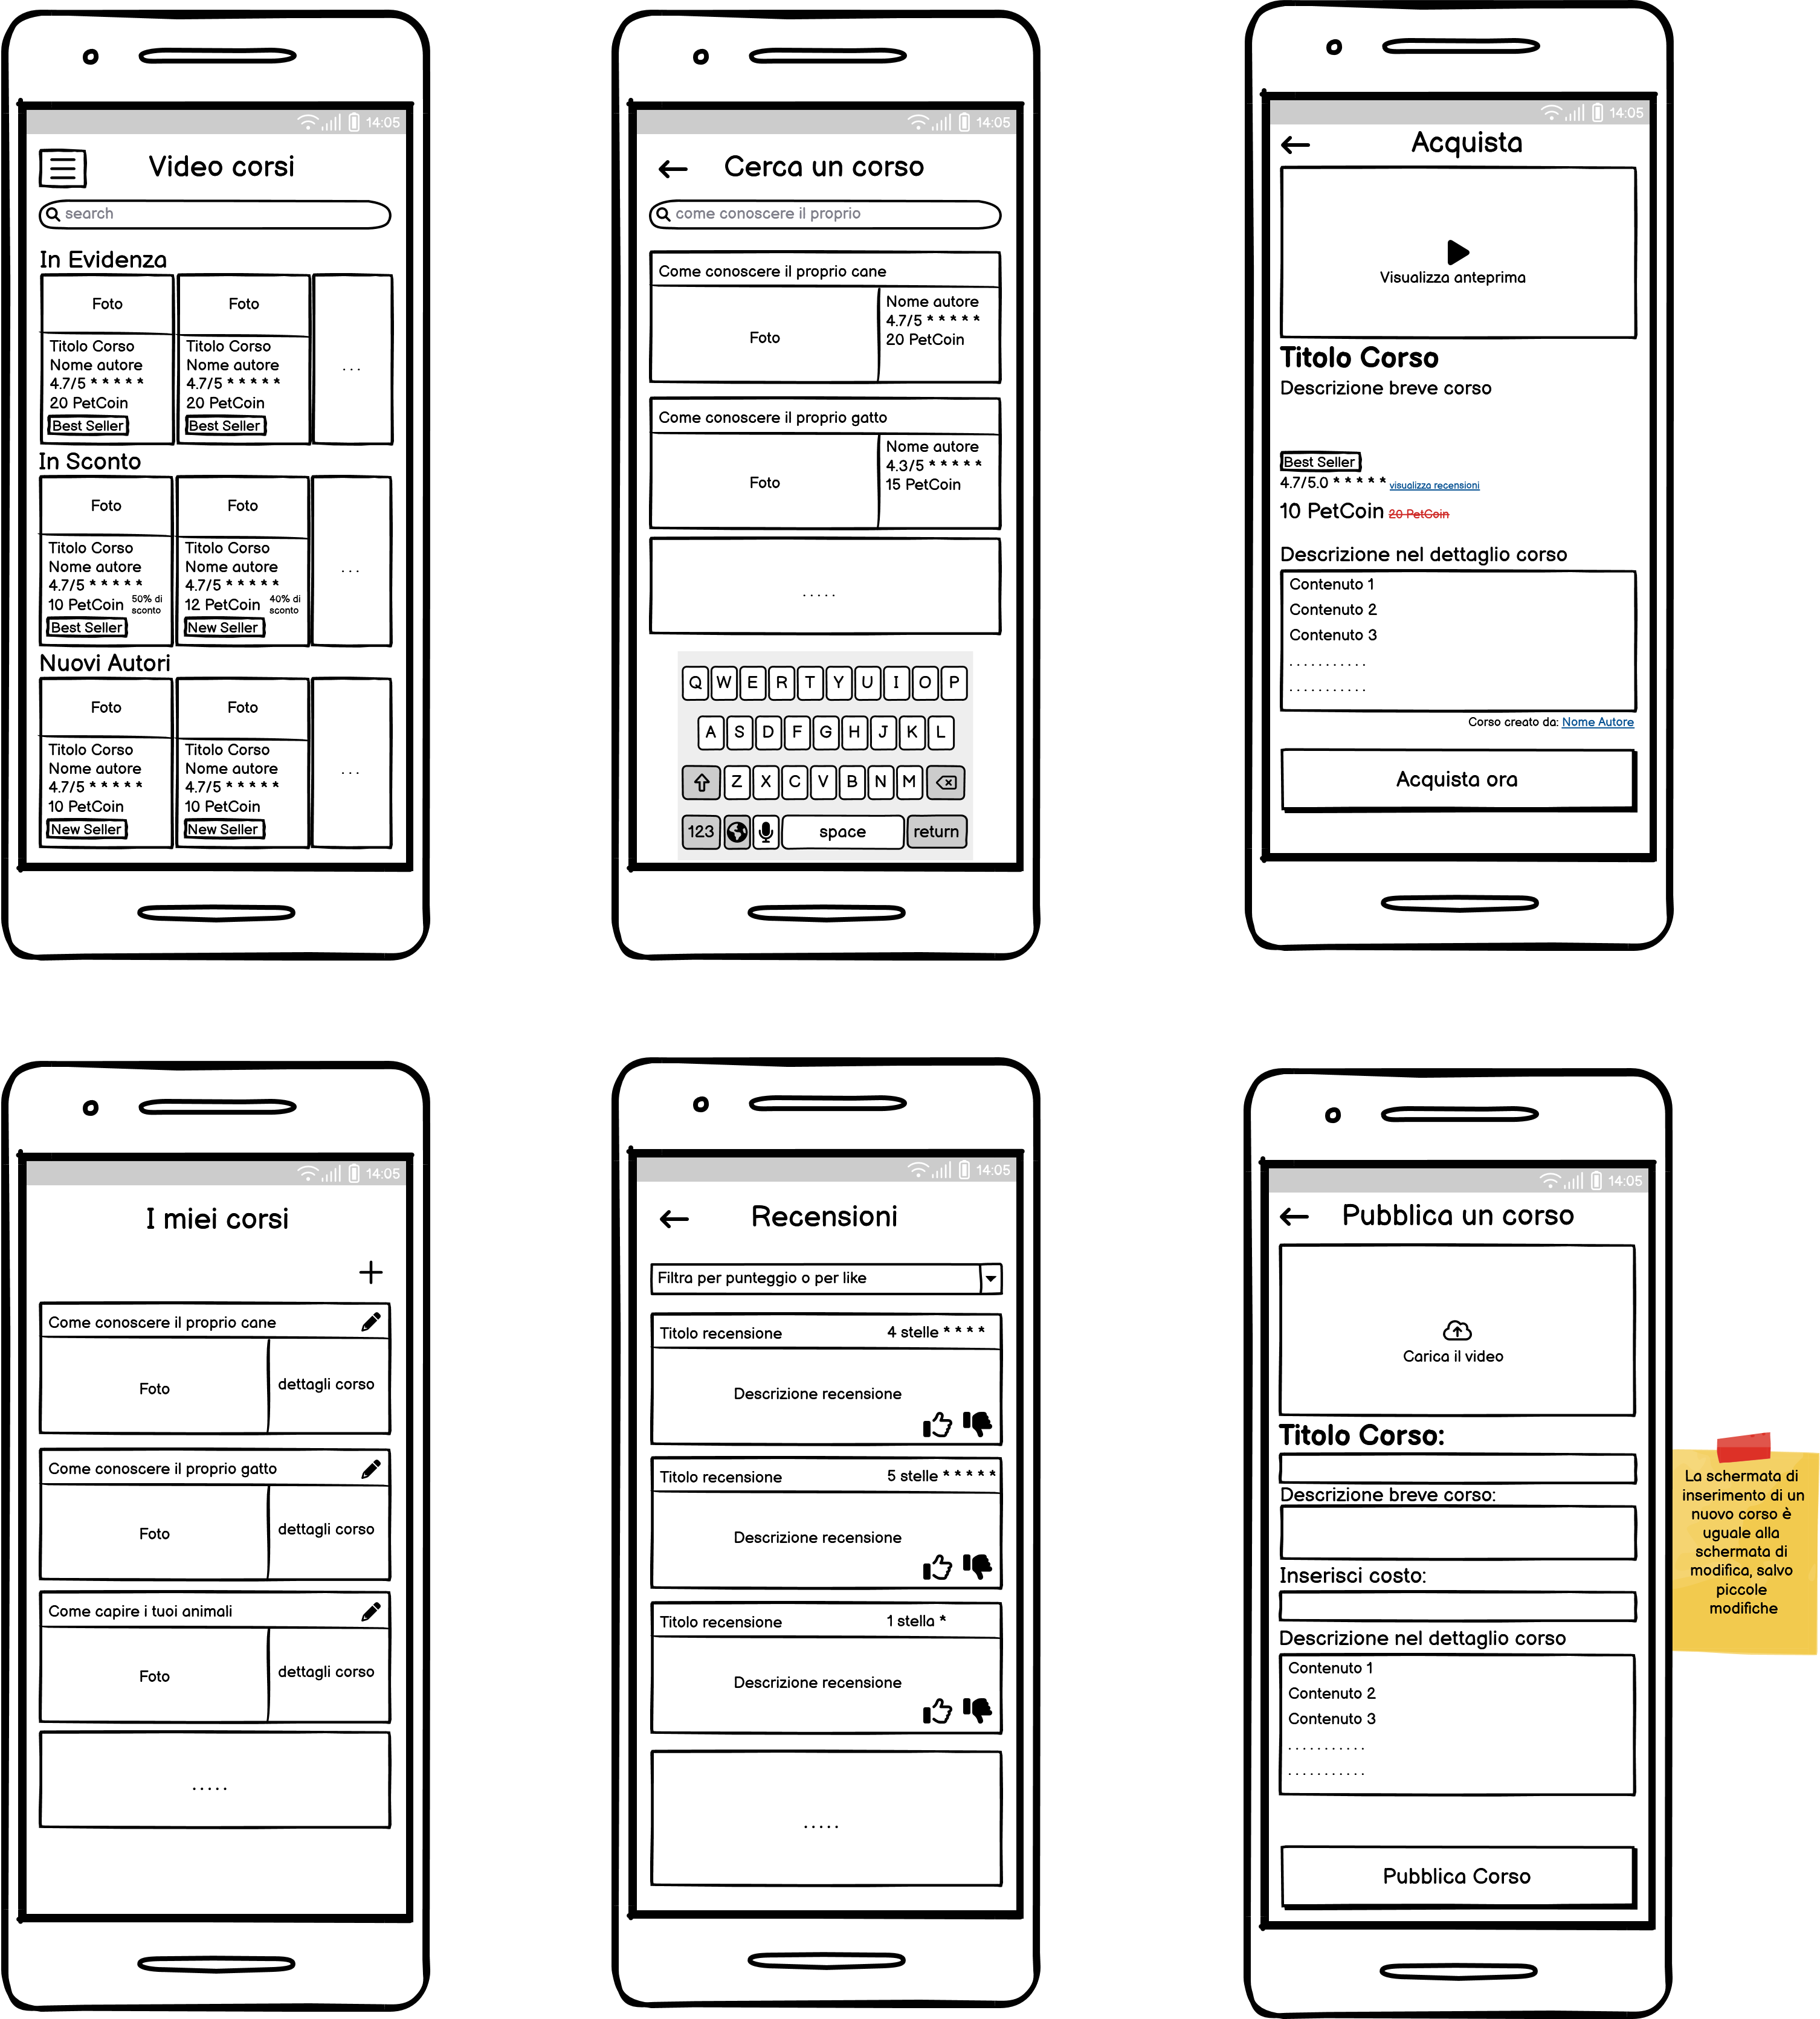 14:05
Video corsi
search
In Evidenza
Foto
Titolo Corso
Nome autore
4.7/5 * * * * *
20 PetCoin
Best Seller
Foto
Titolo Corso
Nome autore
4.7/5 * * * * *
20 PetCoin
Best Seller
...
In Sconto
Foto
Titolo Corso
Nome autore
4.7/5 * * * * *
10 PetCoin 50% di
sconto
Best Seller
Foto
Titolo Corso
Nome autore
4.7/5 * * * * *
12 PetCoin 40% di
sconto
New Seller
...
Nuovi Autori
Foto
Titolo Corso
Nome autore
4.7/5 * * * * *
10 PetCoin
New Seller
Foto
Titolo Corso
Nome autore
4.7/5 * * * * *
10 PetCoin
New Seller
...
14:05
Cerca un corso
come conoscere il proprio
Come conoscere il proprio cane
Foto
Nome autore
4.7/5 * * * * *
20 PetCoin
Come conoscere il proprio gatto
Foto
Nome autore
4.3/5 * * * * *
15 PetCoin
.....
Q W E R T Y U I O P
A S D F G H J K L
Z X C V B N M
123 space return
14:05
Acquista
Visualizza anteprima
Titolo Corso
Descrizione breve corso
Best Seller
4.7/5.0 * * * * * visualizza recensioni
10 PetCoin 20 PetCoin
Descrizione nel dettaglio corso
Contenuto 1
Contenuto 2
Contenuto 3
...........
...........
Corso creato da: Nome Autore
Acquista ora
14:05
I miei corsi
+
Come conoscere il proprio cane
Foto
dettagli corso
Come conoscere il proprio gatto
Foto
dettagli corso
Come capire i tuoi animali
Foto
dettagli corso
.....
14:05
Recensioni
Filtra per punteggio o per like
Titolo recensione 4 stelle * * * *
Descrizione recensione
Titolo recensione 5 stelle * * * * *
Descrizione recensione
Titolo recensione 1 stella *
Descrizione recensione
.....
14:05
Pubblica un corso
Carica il video
Titolo Corso:
Descrizione breve corso:
Inserisci costo:
Descrizione nel dettaglio corso
Contenuto 1
Contenuto 2
Contenuto 3
...........
...........
Pubblica Corso
La schermata di
inserimento di un
nuovo corso è
uguale alla
schermata di
modifica, salvo
piccole
modifiche